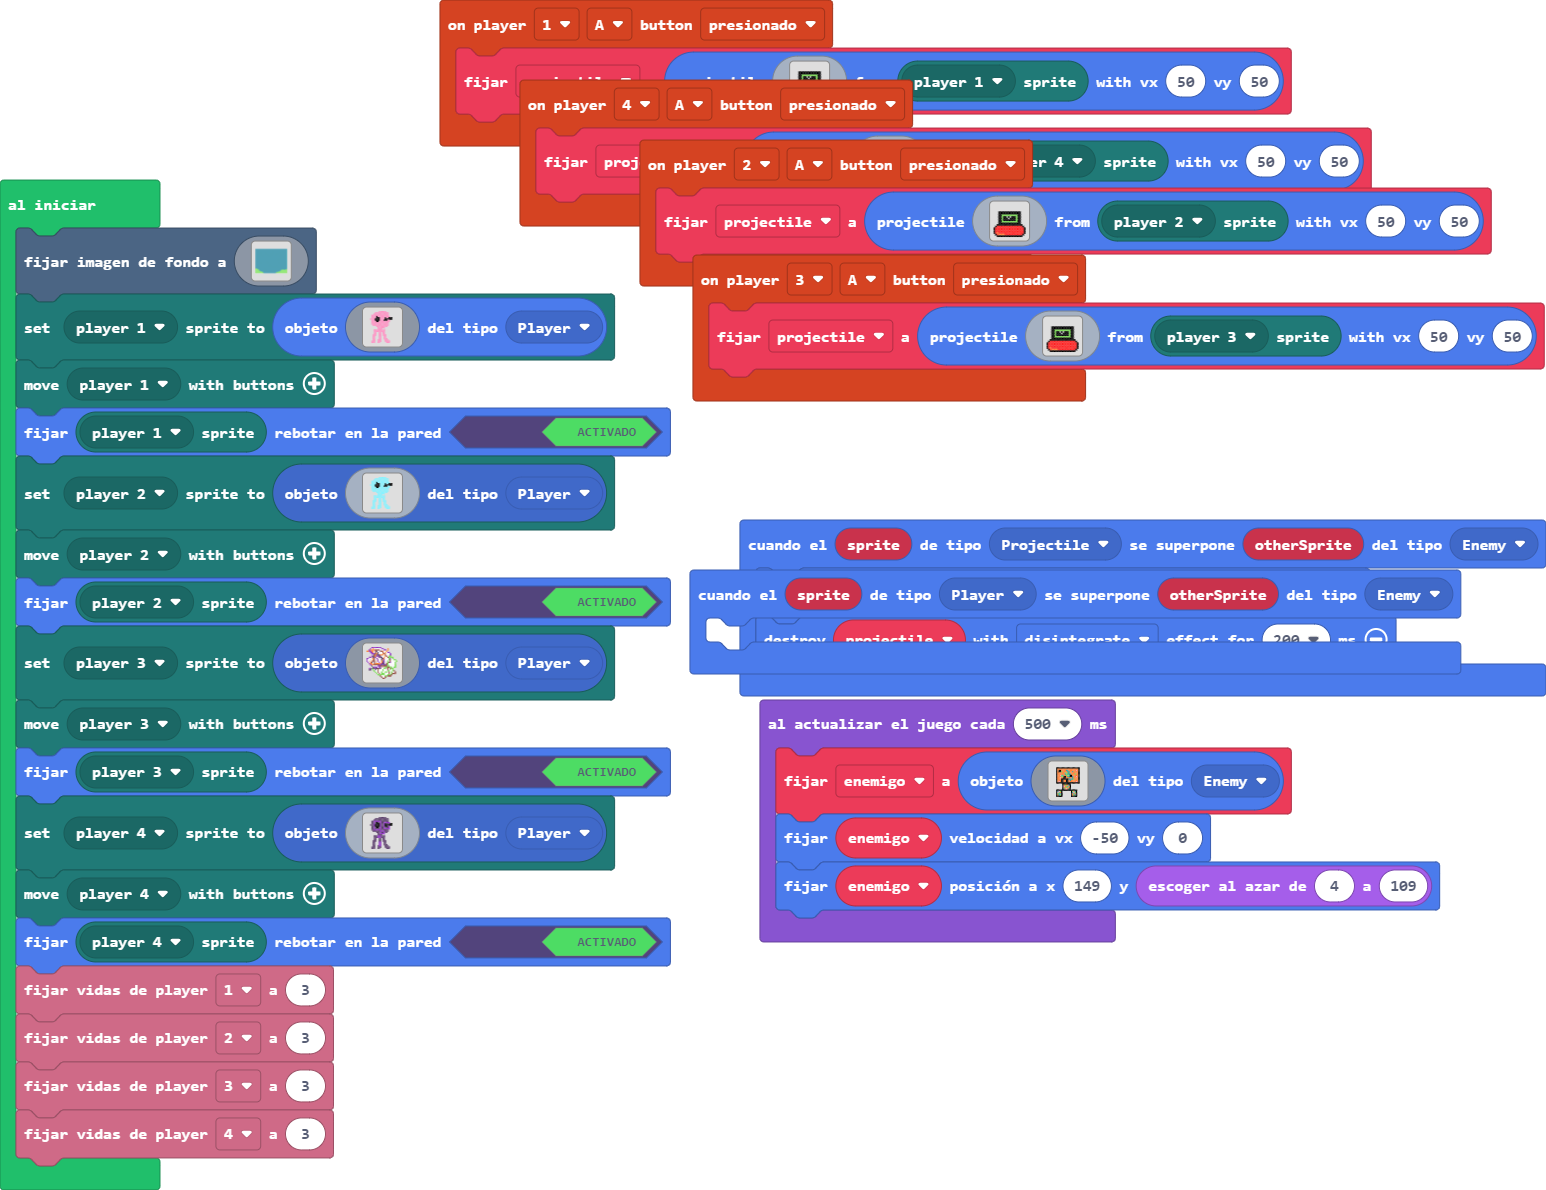 on player 1 A button presionado
fijar a projectile from player 1 sprite with vx 50 vy 50
on player 4 A button presionado
fijar 4 sprite with vx 50 vy 50
on player 2 A button presionado
fijar projectile a projectile from player 2 sprite with vx 50 vy 50
on player 3 A button presionado
fijar projectile a projectile from player 3 sprite with vx 50 vy 50
al iniciar
fijar imagen de fondo a
set player 1 sprite to objeto del tipo Player
move player 1 with buttons
fijar player 1 sprite rebotar en la pared ACTIVADO
set player 2 sprite to objeto del tipo Player
move player 2 with buttons
fijar player 2 sprite rebotar en la pared ACTIVADO
set player 3 sprite to objeto del tipo Player
move player 3 with buttons
fijar player 3 sprite rebotar en la pared ACTIVADO
set player 4 sprite to objeto del tipo Player
move player 4 with buttons
fijar player 4 sprite rebotar en la pared ACTIVADO
fijar vidas de player 1 a 3
fijar vidas de player 2 a 3
fijar vidas de player 3 a 3
fijar vidas de player 4 a 3
cuando el sprite de tipo Projectile se superpone otherSprite del tipo Enemy
cuando el sprite de tipo Player se superpone otherSprite del tipo Enemy
destroy projectile with disintegrate effect for 200 ms
al actualizar el juego cada 500 ms
fijar enemigo a objeto del tipo Enemy
fijar enemigo velocidad a vx -50 vy 0
fijar enemigo posición a x 149 y escoger al azar de 4 a 109